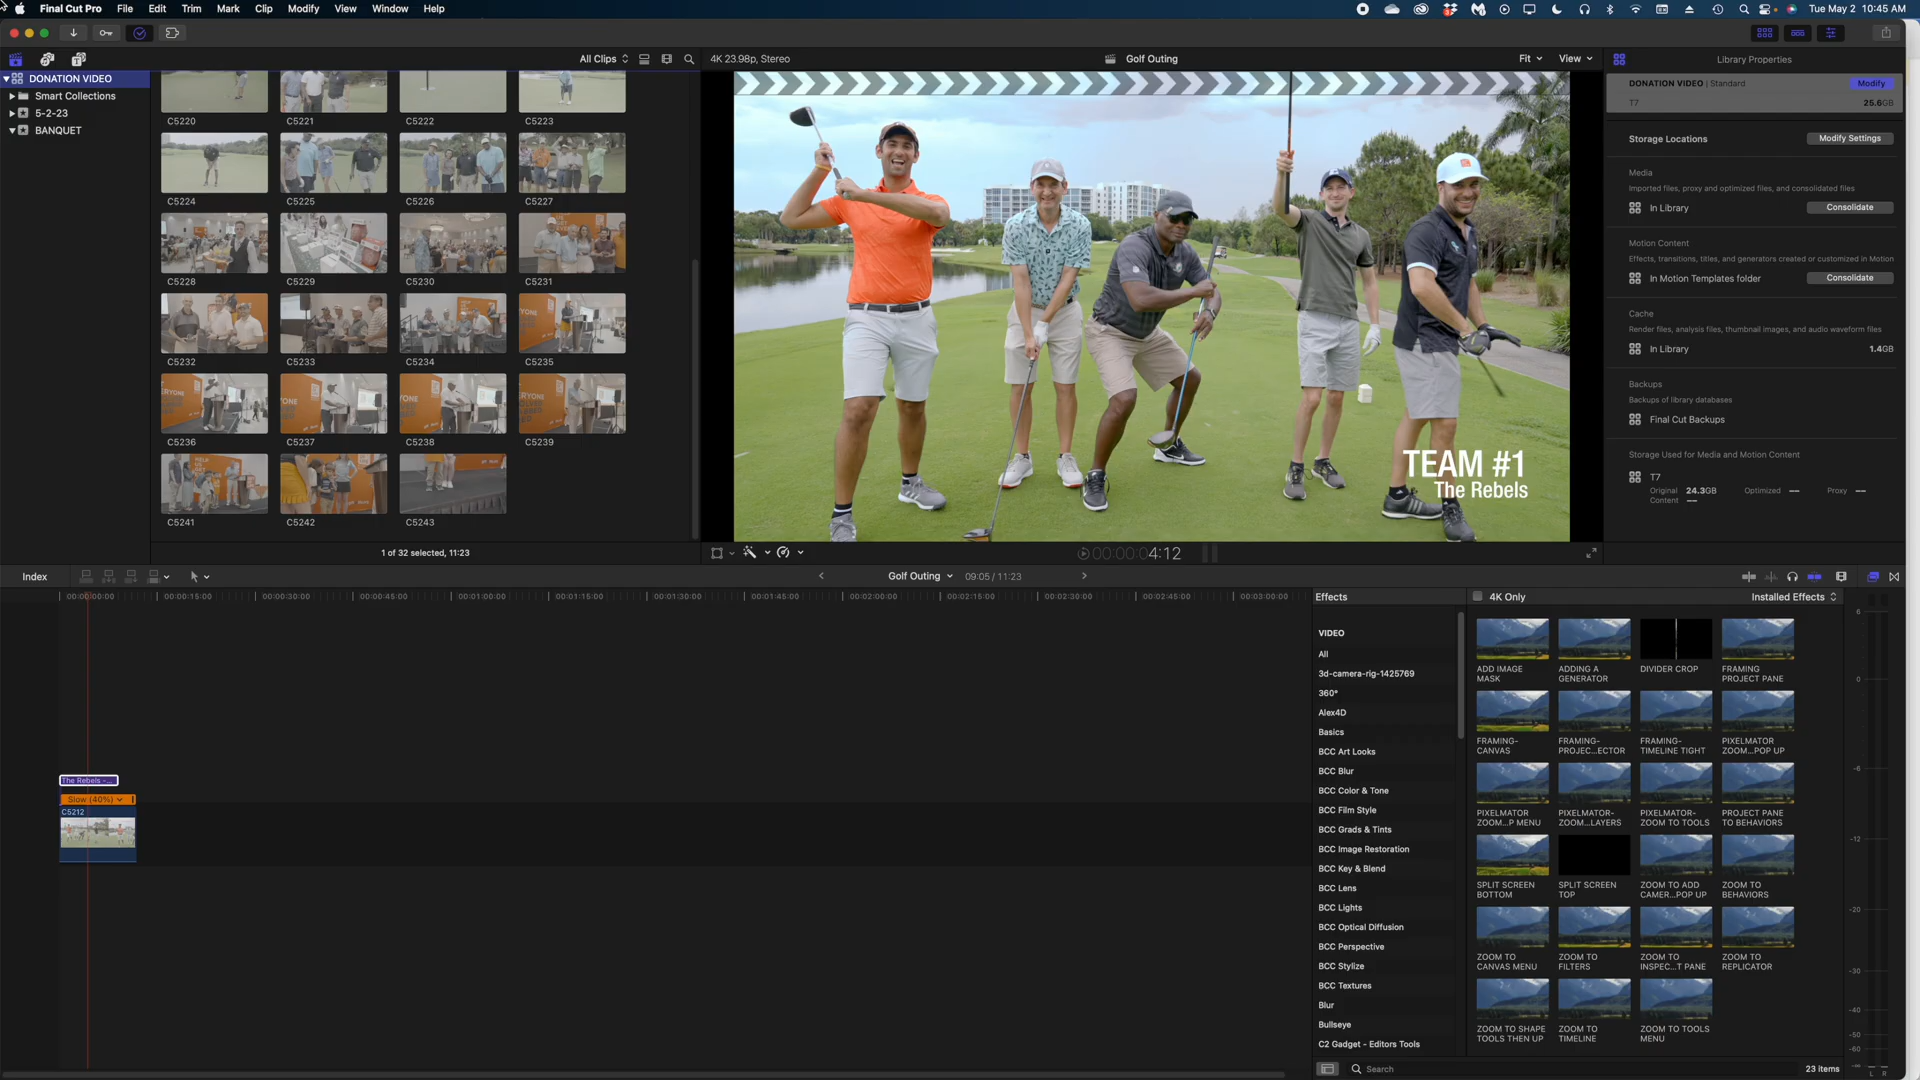 Final Cut Pro File Edit Trim Mark Clip Modify View Window Help
Tue May 2 10:45 AM
All Clips
4K 23.98p, Stereo
Golf Outing
Fit
View
Library Properties
DONATION VIDEO
Smart Collections
5-2-23
BANQUET
C5220 C5221 C5222 C5223
C5224 C5225 C5226 C5227
C5228 C5229 C5230 C5231
C5232 C5233 C5234 C5235
C5236 C5237 C5238 C5239
C5241 C5242 C5243
1 of 32 selected, 11:23
TEAM #1
The Rebels
00:00:00:04:12
DONATION VIDEO | Standard
Modify
T7
25.6GB
Storage Locations
Modify Settings
Media
Imported files, proxy and optimized files, and consolidated files
In Library
Consolidate
Motion Content
Effects, transitions, titles, and generators created or customized in Motion
In Motion Templates folder
Consolidate
Cache
Render files, analysis files, thumbnail images, and audio waveform files
In Library
1.4GB
Backups
Backups of library databases
Final Cut Backups
Storage Used for Media and Motion Content
T7
Original 24.3GB Optimized -- Proxy --
Content --
Index
Golf Outing
09:05 / 11:23
00:00:00:00 00:00:15:00 00:00:30:00 00:00:45:00 00:01:00:00 00:01:15:00 00:01:30:00 00:01:45:00 00:02:00:00 00:02:15:00 00:02:30:00 00:02:45:00 00:03:00:00
The Rebels -...
Slow (40%)
C5212
Effects
4K Only
Installed Effects
VIDEO
All
3d-camera-rig-1425769
360°
Alex4D
Basics
BCC Art Looks
BCC Blur
BCC Color & Tone
BCC Film Style
BCC Grads & Tints
BCC Image Restoration
BCC Key & Blend
BCC Lens
BCC Lights
BCC Optical Diffusion
BCC Perspective
BCC Stylize
BCC Textures
Blur
Bullseye
C2 Gadget - Editors Tools
ADD IMAGE MASK
ADDING A GENERATOR
DIVIDER CROP
FRAMING PROJECT PANE
FRAMING- CANVAS
FRAMING- PROJEC...ECTOR
FRAMING- TIMELINE TIGHT
PIXELMATOR ZOOM...POP UP
PIXELMATOR ZOOM...P MENU
PIXELMATOR- ZOOM...LAYERS
PIXELMATOR- ZOOM TO TOOLS
PROJECT PANE TO BEHAVIORS
SPLIT SCREEN BOTTOM
SPLIT SCREEN TOP
ZOOM TO ADD CAMER...POP UP
ZOOM TO BEHAVIORS
ZOOM TO CANVAS MENU
ZOOM TO FILTERS
ZOOM TO INSPEC...T PANE
ZOOM TO REPLICATOR
ZOOM TO SHAPE TOOLS THEN UP
ZOOM TO TIMELINE
ZOOM TO TOOLS MENU
Search
23 items
6
0
-6
-12
-20
-30
-40
-50
-60
-∞
L R